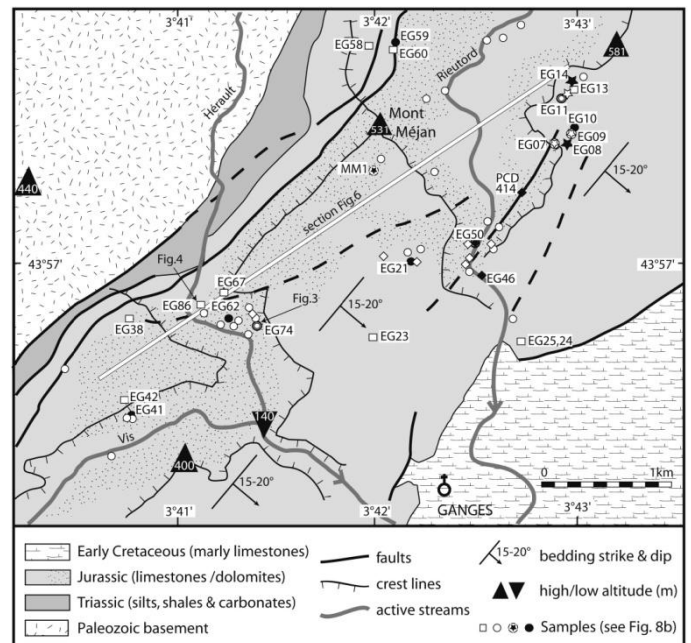 3°41'
3°42'
3°43'
EG58
EG59
EG60
Rieutord
581
EG14
EG13
EG11
EG10
EG09
EG07
EG08
Hérault
Mont
Méjan
531
MM1
440
15-20°
PCD
414
section Fig.6
EG50
43°57'
43°57'
Fig.4
EG67
EG21
EG46
EG86
EG62
Fig.3
15-20°
EG38
EG74
EG23
EG25,24
EG42
EG41
140
Vis
400
15-20°
0
1km
GANGES
3°41'
3°42'
3°43'
Early Cretaceous (marly limestones)
Jurassic (limestones /dolomites)
Triassic (silts, shales & carbonates)
Paleozoic basement
faults
crest lines
active streams
15-20°
bedding strike & dip
high/low altitude (m)
Samples (see Fig. 8b)